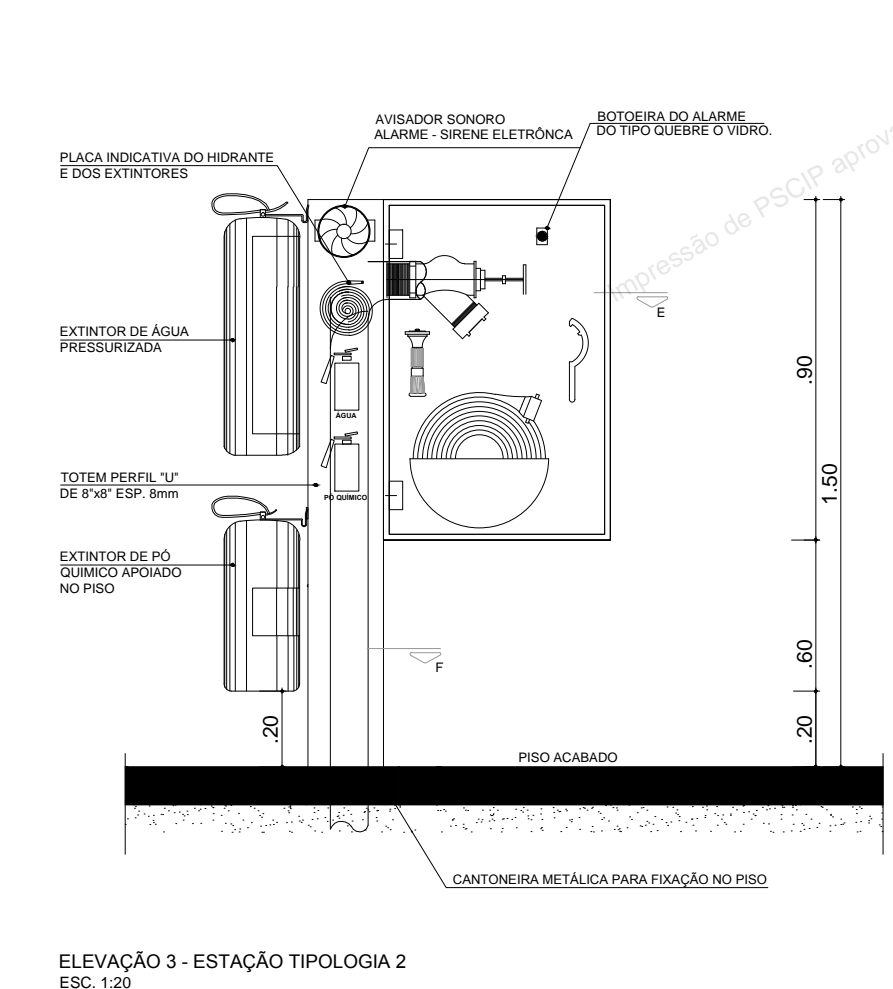 AVISADOR SONORO
ALARME - SIRENE ELETRÔNCA
BOTOEIRA DO ALARME
DO TIPO QUEBRE O VIDRO.
PLACA INDICATIVA DO HIDRANTE
E DOS EXTINTORES
impressão de PSCIP
E
EXTINTOR DE ÁGUA
PRESSURIZADA
.90
ÁGUA
TOTEM PERFIL "U"
DE 8"x8" ESP. 8mm
PÓ QUÍMICO
1.50
EXTINTOR DE PÓ
QUIMICO APOIADO
NO PISO
.60
F
.20
.20
PISO ACABADO
CANTONEIRA METÁLICA PARA FIXAÇÃO NO PISO
ELEVAÇÃO 3 - ESTAÇÃO TIPOLOGIA 2
ESC. 1:20